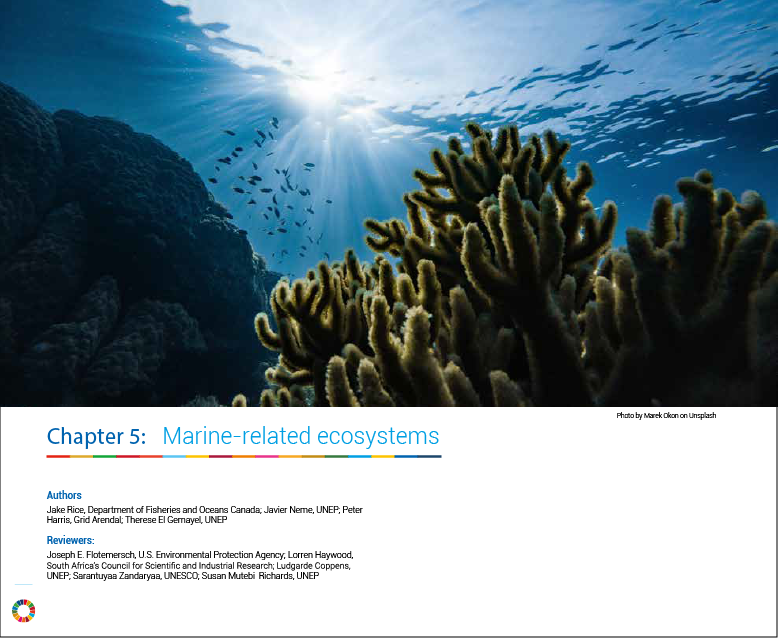 Photo by Marek Okon on Unsplash
Chapter 5: Marine-related ecosystems
Authors
Jake Rice, Department of Fisheries and Oceans Canada; Javier Neme, UNEP; Peter
Harris, Grid Arendal; Therese El Gemayel, UNEP
Reviewers:
Joseph E. Flotemersch, U.S. Environmental Protection Agency; Lorren Haywood,
South Africa's Council for Scientific and Industrial Research; Ludgarde Coppens,
UNEP; Sarantuyaa Zandaryaa, UNESCO; Susan Mutebi Richards, UNEP